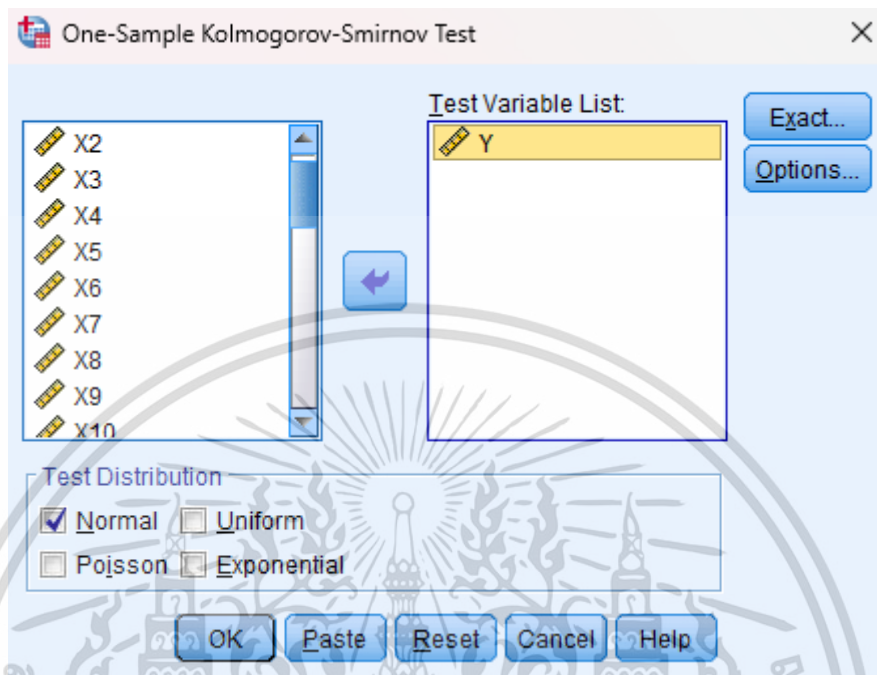 One-Sample Kolmogorov-Smirnov Test
Test Variable List:
X2
X3
X4
X5
X6
X7
X8
X9
X10
Y
Exact...
Options...
Test Distribution
Normal Uniform
Poisson Exponential
OK Paste Reset Cancel Help